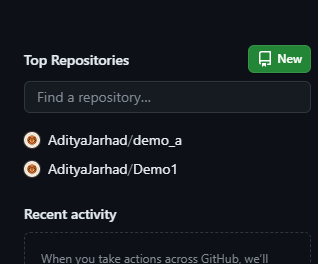 Top Repositories
New
Find a repository...
AdityaJarhad/demo_a
AdityaJarhad/Demo1
Recent activity
When you take actions across GitHub, we'll